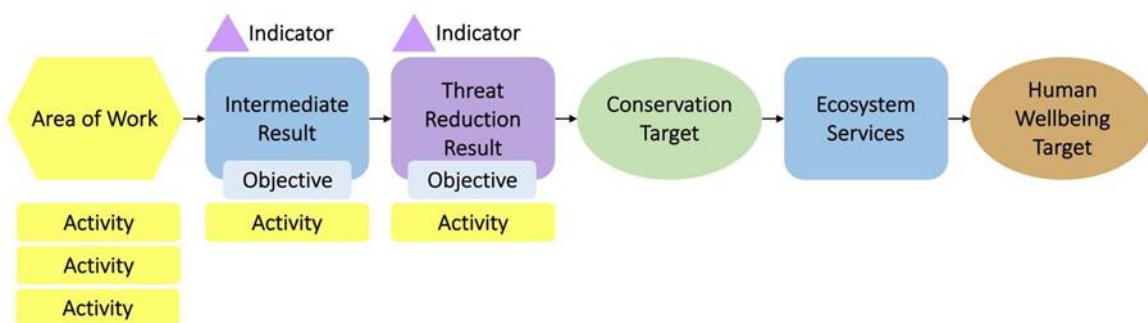 Indicator
Indicator
Area of Work
Intermediate
Result
Threat
Reduction
Result
Conservation
Target
Ecosystem
Services
Human
Wellbeing
Target
Objective
Objective
Activity
Activity
Activity
Activity
Activity